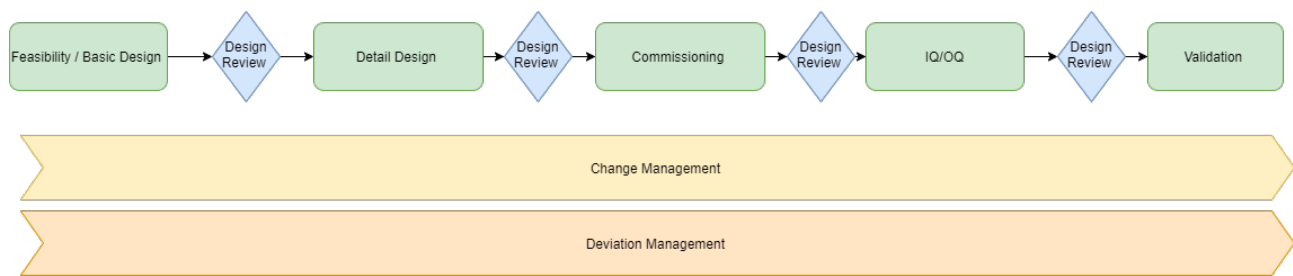 Feasibility / Basic Design
Design
Review
Detail Design
Design
Review
Commissioning
Design
Review
IQ/OQ
Design
Review
Validation
Change Management
Deviation Management